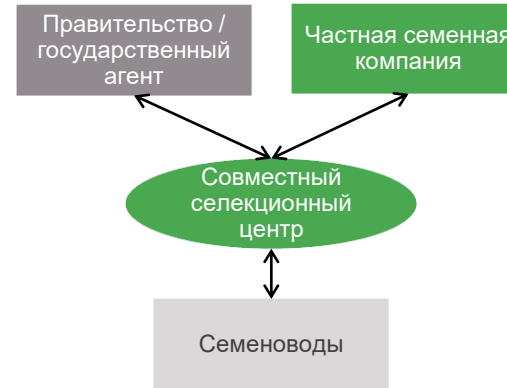 Правительство /
государственный
агент
Частная семенная
компания
Совместный
селекционный
центр
Семеноводы